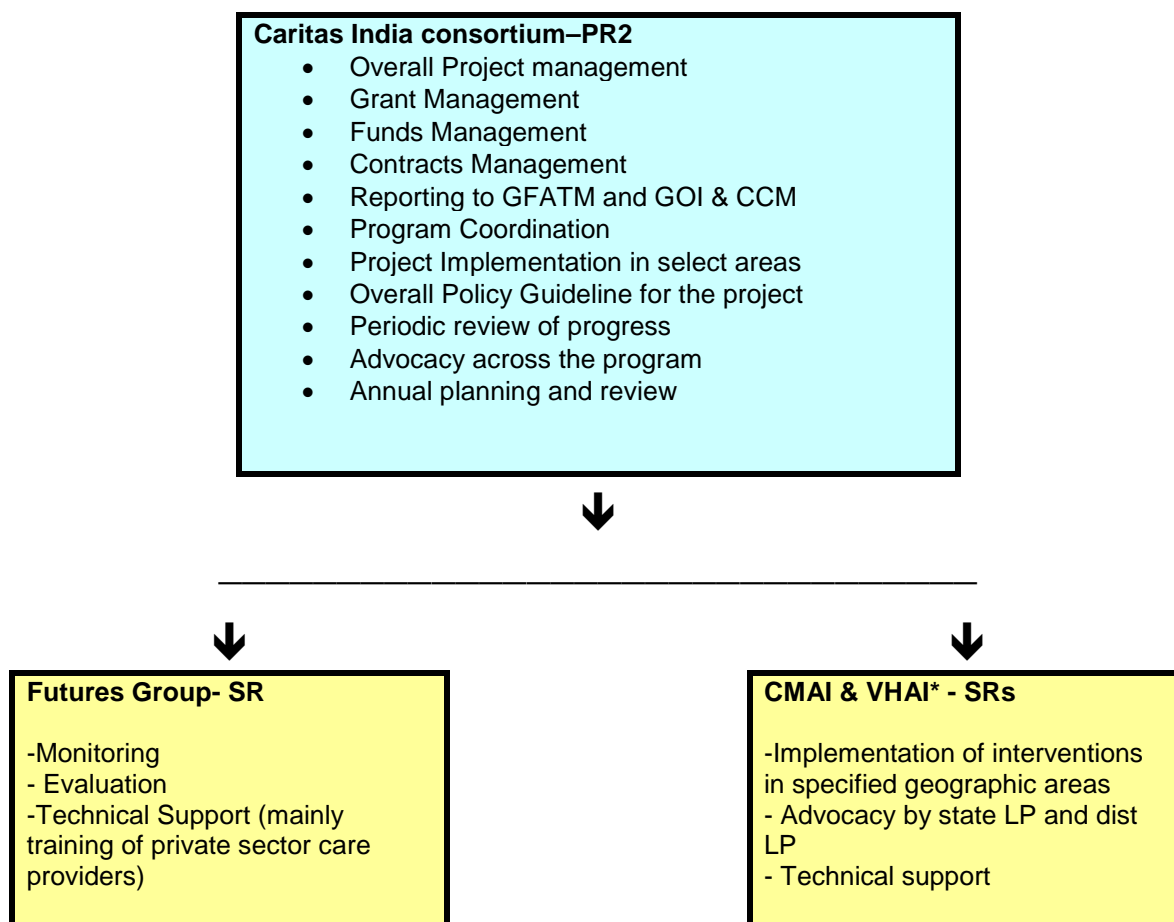 Caritas India consortium–PR2
• Overall Project management
• Grant Management
• Funds Management
• Contracts Management
• Reporting to GFATM and GOI & CCM
• Program Coordination
• Project Implementation in select areas
• Overall Policy Guideline for the project
• Periodic review of progress
• Advocacy across the program
• Annual planning and review
Futures Group- SR
-Monitoring
- Evaluation
-Technical Support (mainly
training of private sector care
providers)
CMAI & VHAI* - SRs
-Implementation of interventions
in specified geographic areas
- Advocacy by state LP and dist
LP
- Technical support